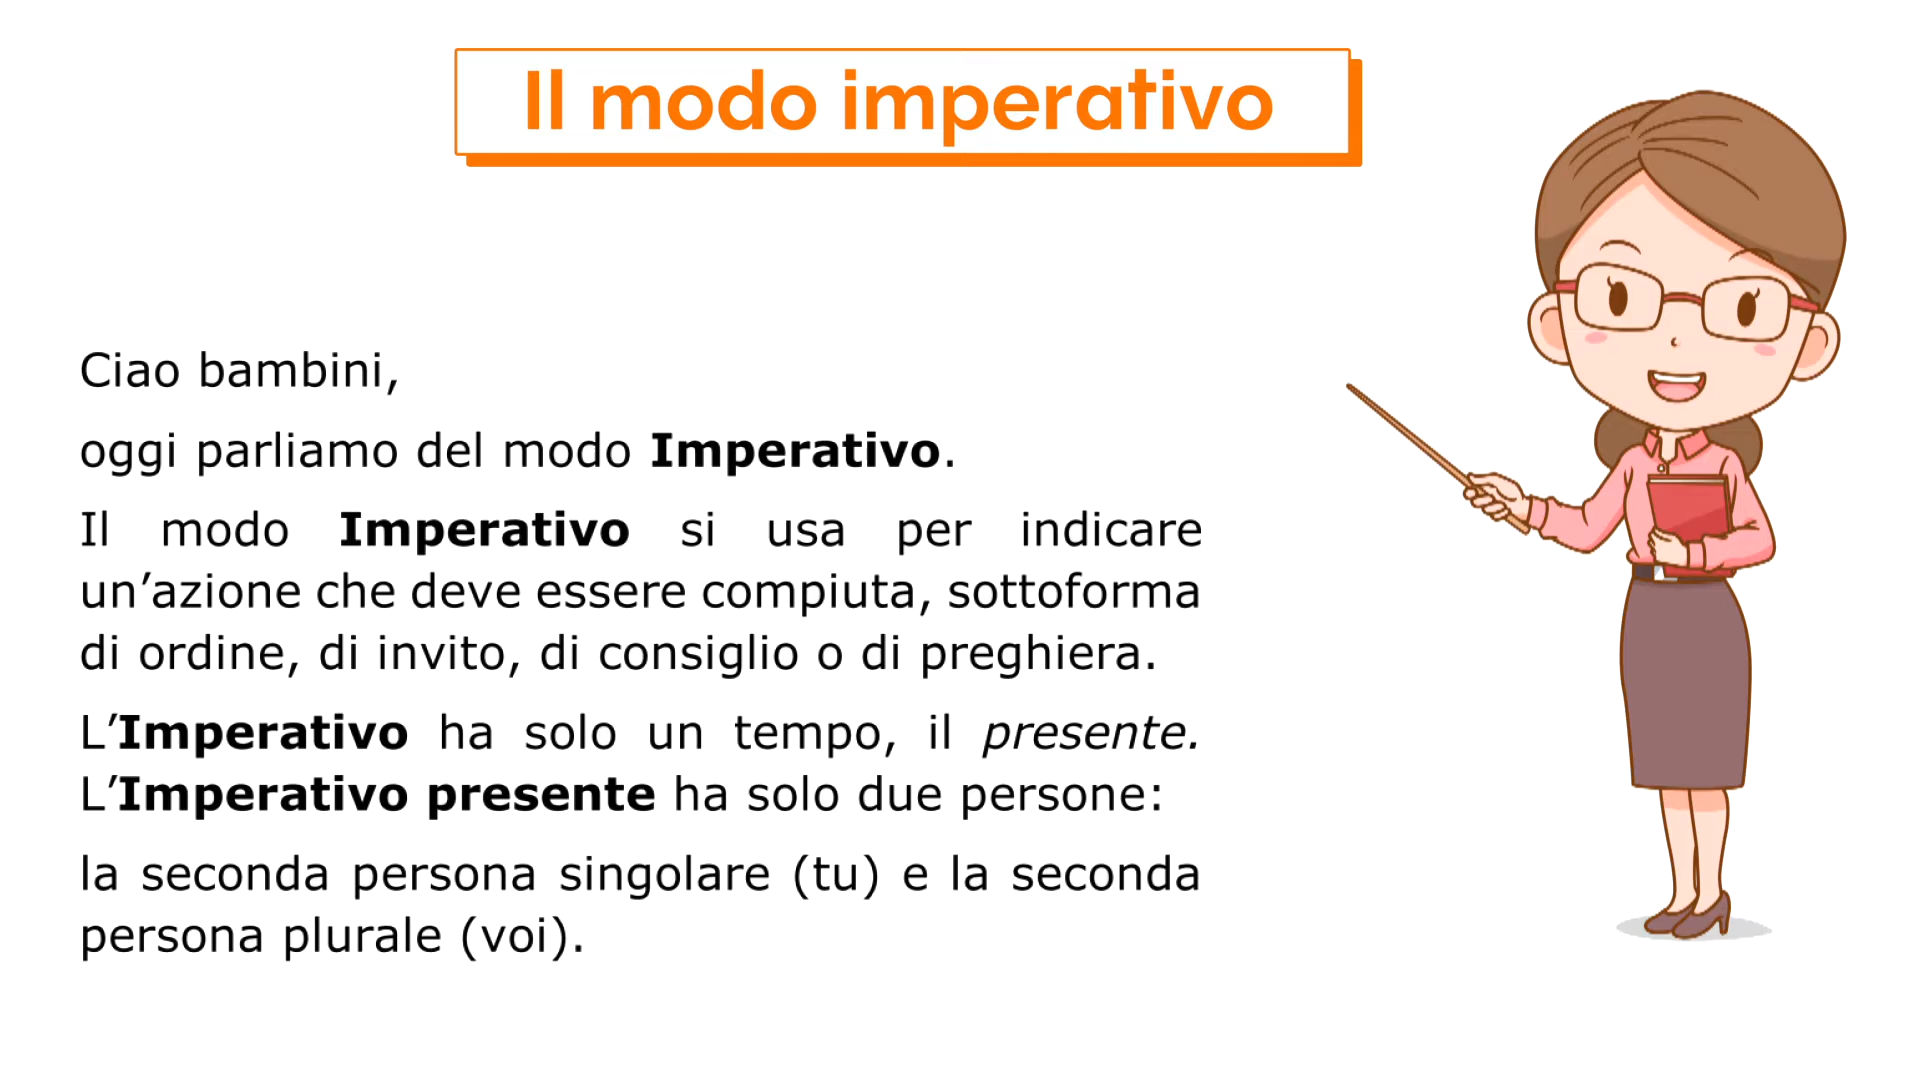 Il modo imperativo
Ciao bambini,
oggi parliamo del modo Imperativo.
Il modo Imperativo si usa per indicare
un’azione che deve essere compiuta, sottoforma
di ordine, di invito, di consiglio o di preghiera.
L’Imperativo ha solo un tempo, il presente.
L’Imperativo presente ha solo due persone:
la seconda persona singolare (tu) e la seconda
persona plurale (voi).